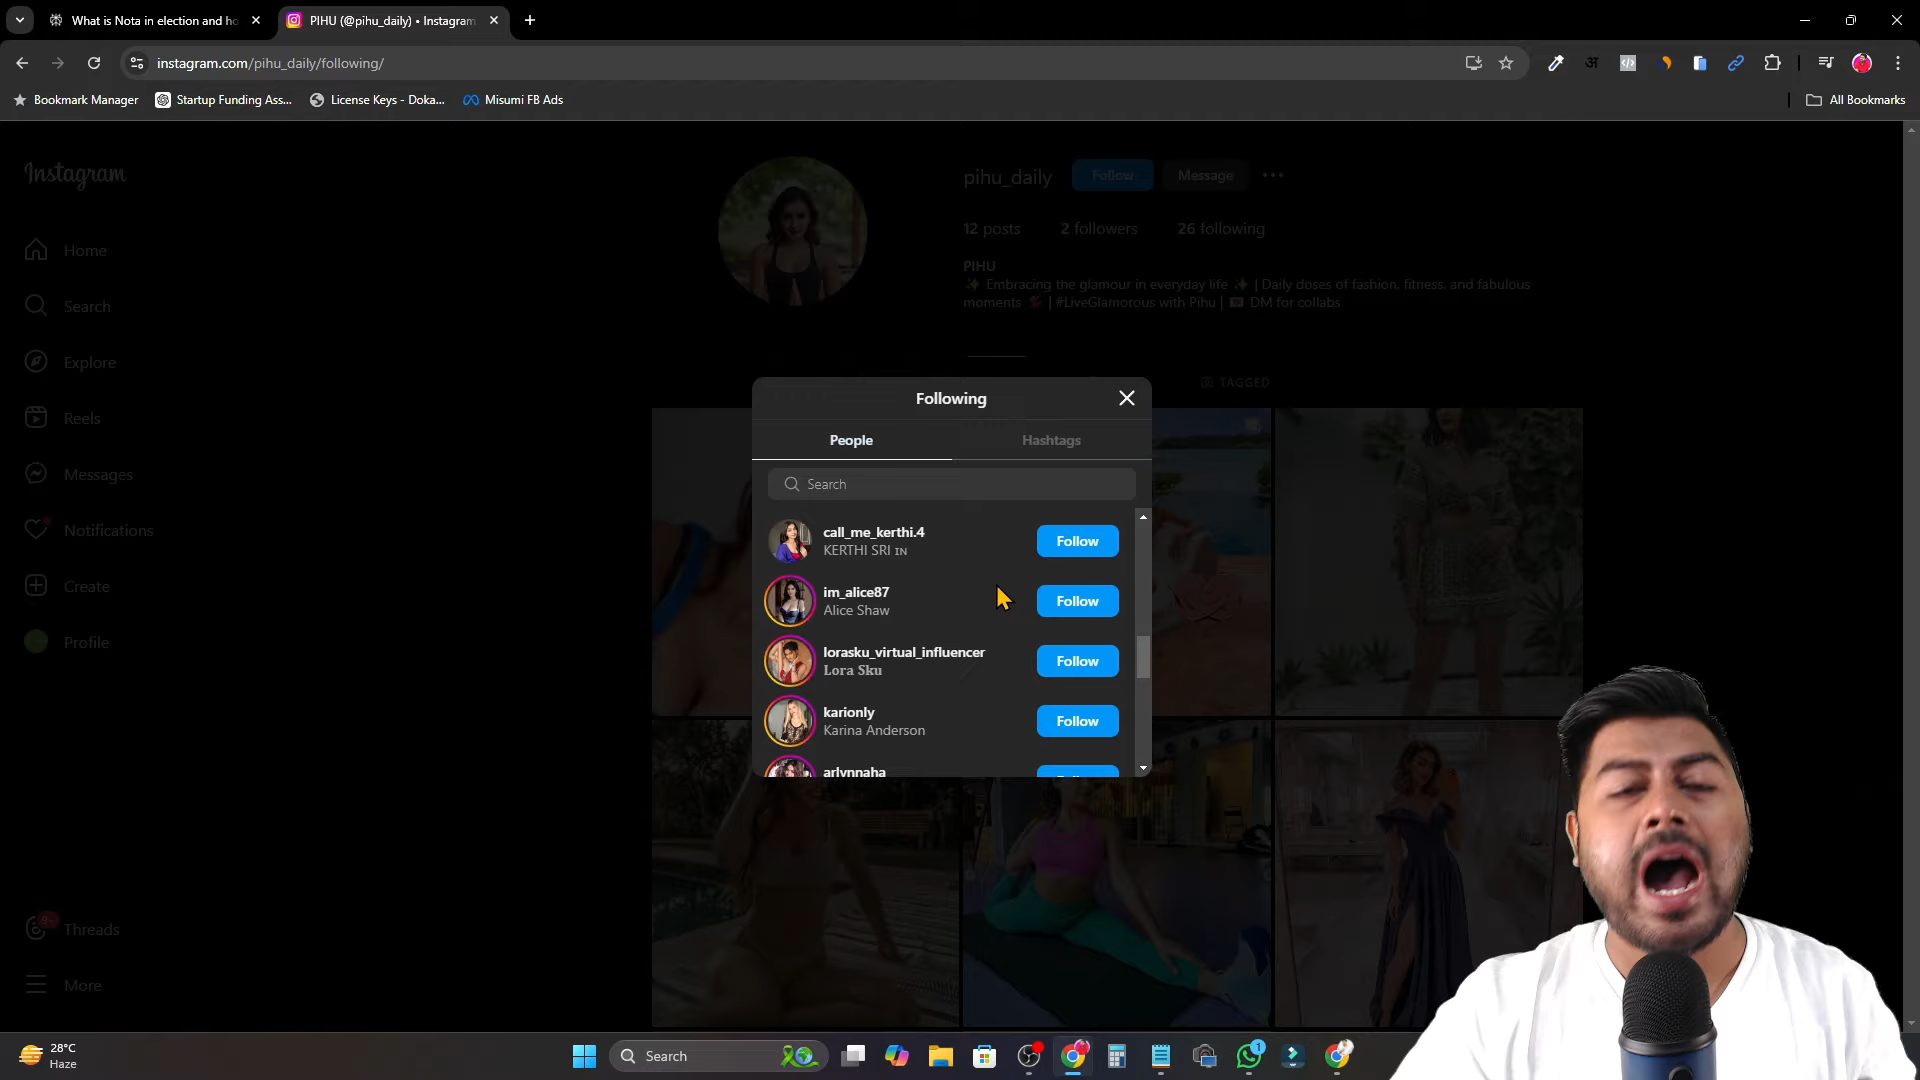 What is Nota in election and ho
PIHU (@pihu_daily) • Instagram
instagram.com/pihu_daily/following/
Bookmark Manager
Startup Funding Ass...
License Keys - Doka...
Misumi FB Ads
All Bookmarks
Instagram
Home
Search
Explore
Reels
Messages
Notifications
Create
Profile
Threads
More
pihu_daily
Follow
Message
12 posts
2 followers
26 following
PIHU
✨ Embracing the glamour in everyday life ✨ | Daily doses of fashion, fitness, and fabulous
moments 💃 | #LiveGlamorous with Pihu | 💌 DM for collabs
TAGGED
Following
People
Hashtags
Search
call_me_kerthi.4
KERTHI SRI IN
Follow
im_alice87
Alice Shaw
Follow
lorasku_virtual_influencer
Lora Sku
Follow
karionly
Karina Anderson
Follow
arlynnaha
28°C
Haze
Search
1